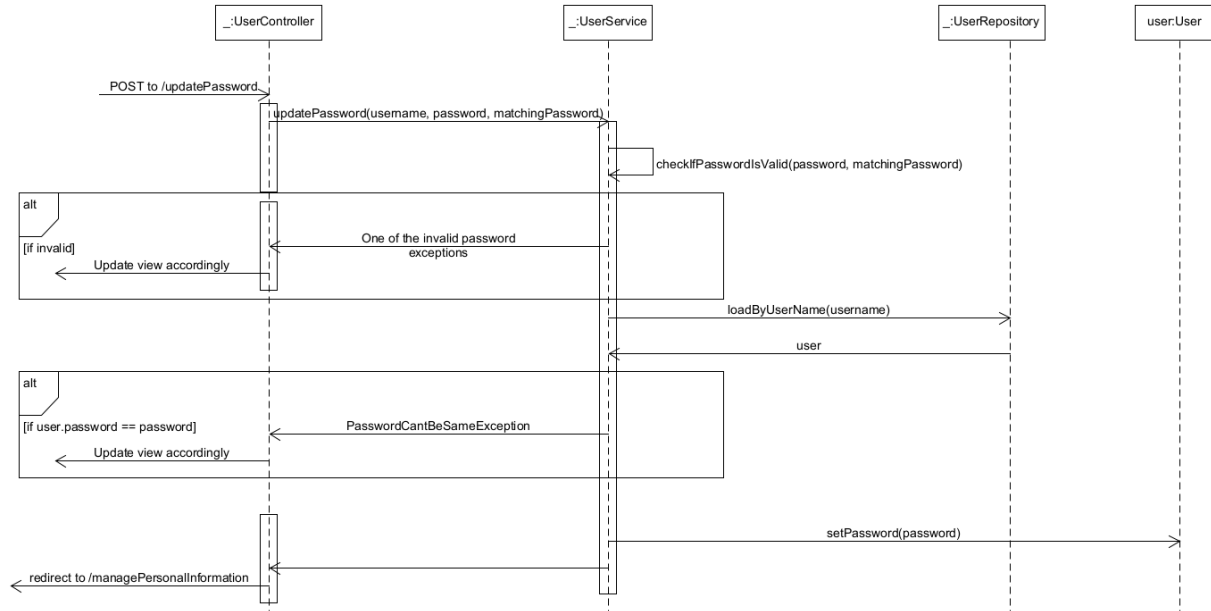 _:UserController
_:UserService
_:UserRepository
user:User
POST to /updatePassword
updatePassword(username, password, matchingPassword)
checkIfPasswordIsValid(password, matchingPassword)
alt
[if invalid]
One of the invalid password
exceptions
Update view accordingly
loadByUserName(username)
user
alt
[if user.password == password]
PasswordCantBeSameException
Update view accordingly
setPassword(password)
redirect to /managePersonalInformation